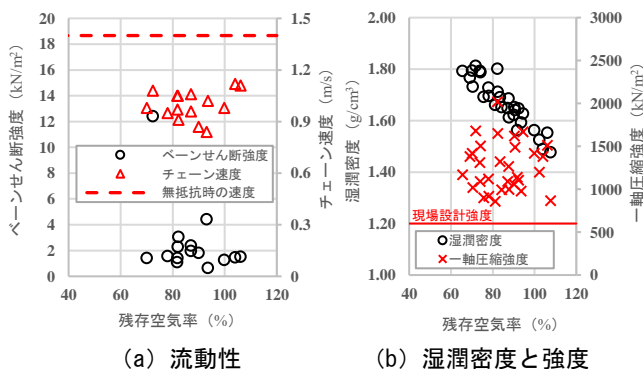 ベーンせん断強度（kN/m²）
20
18
16
14
12
10
8
6
4
2
0
1.5
1.2
0.9
0.6
0.3
0
チェーン速度（m/s）
ベーンせん断強度
チェーン速度
無抵抗時の速度
40 60 80 100 120
残存空気率（%）
(a) 流動性
湿潤密度（g/cm³）
2.00
1.80
1.60
1.40
1.20
1.00
3000
2500
2000
1500
1000
500
0
一軸圧縮強度（kN/m²）
現場設計強度
湿潤密度
一軸圧縮強度
40 60 80 100 120
残存空気率（%）
(b) 湿潤密度と強度